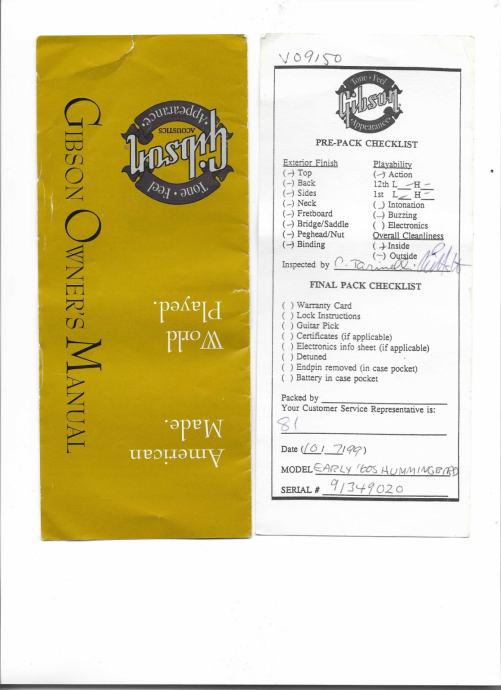 GIBSON OWNER'S MANUAL
Tone • Feel
Gibson
ACOUSTICS
• Appearance •
World
Played.
American
Made.
V09150
Tone • Feel
Gibson
• Appearance •
PRE-PACK CHECKLIST
Exterior Finish Playability
(-) Top (-) Action
(-) Back 12th L - H -
(-) Sides 1st L - H -
(-) Neck ( ) Intonation
(-) Fretboard (-) Buzzing
(-) Bridge/Saddle ( ) Electronics
(-) Peghead/Nut Overall Cleanliness
(-) Binding (-) Inside
(-) Outside
Inspected by C.
FINAL PACK CHECKLIST
( ) Warranty Card
( ) Lock Instructions
( ) Guitar Pick
( ) Certificates (if applicable)
( ) Electronics info sheet (if applicable)
( ) Detuned
( ) Endpin removed (in case pocket)
( ) Battery in case pocket
Packed by
Your Customer Service Representative is:
81
Date (10/ 7/99)
MODEL EARLY '60S HUMMINGBIRD
SERIAL # 91349020